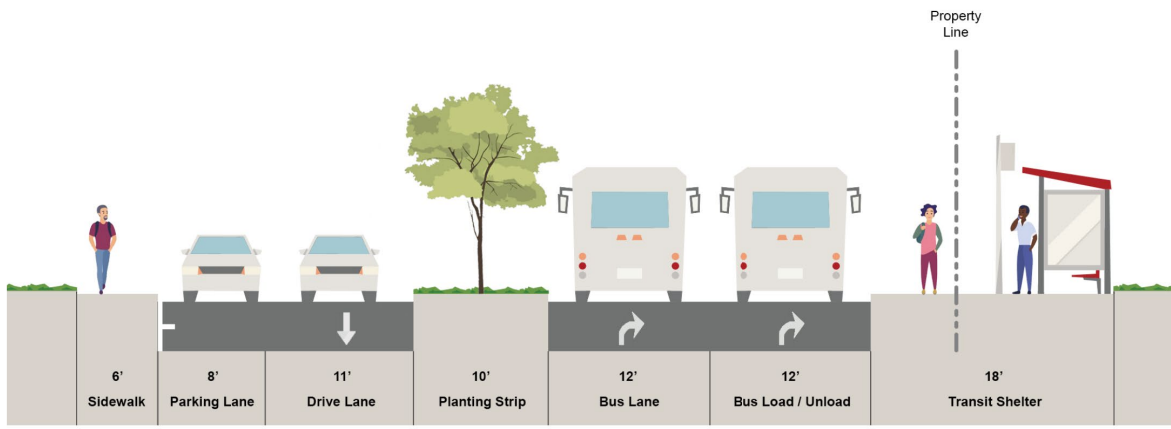 Property
Line
6’
Sidewalk
8’
Parking Lane
11’
Drive Lane
10’
Planting Strip
12’
Bus Lane
12’
Bus Load / Unload
18’
Transit Shelter